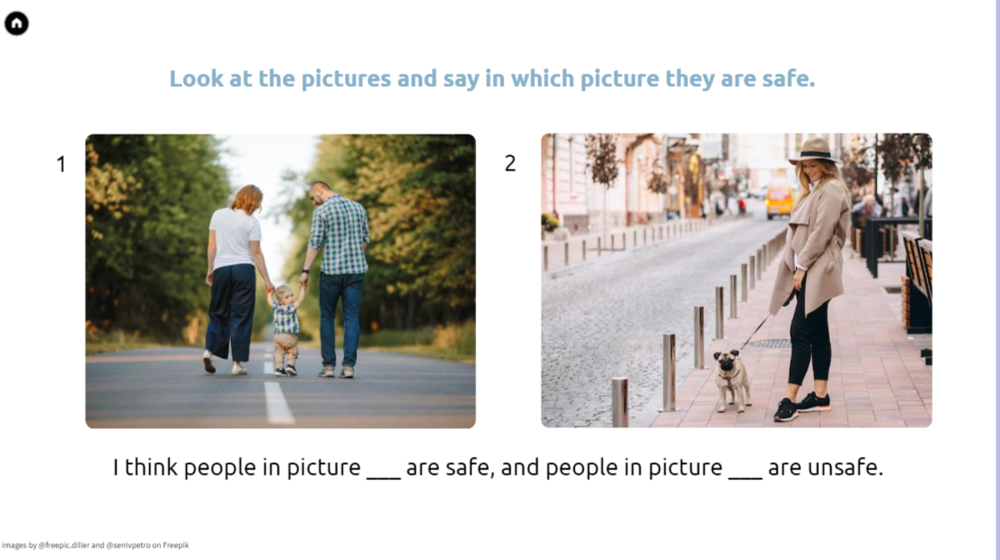 Look at the pictures and say in which picture they are safe.
1
2
I think people in picture ___ are safe, and people in picture ___ are unsafe.
images by @freepic.diller and @senivpetro on Freepik